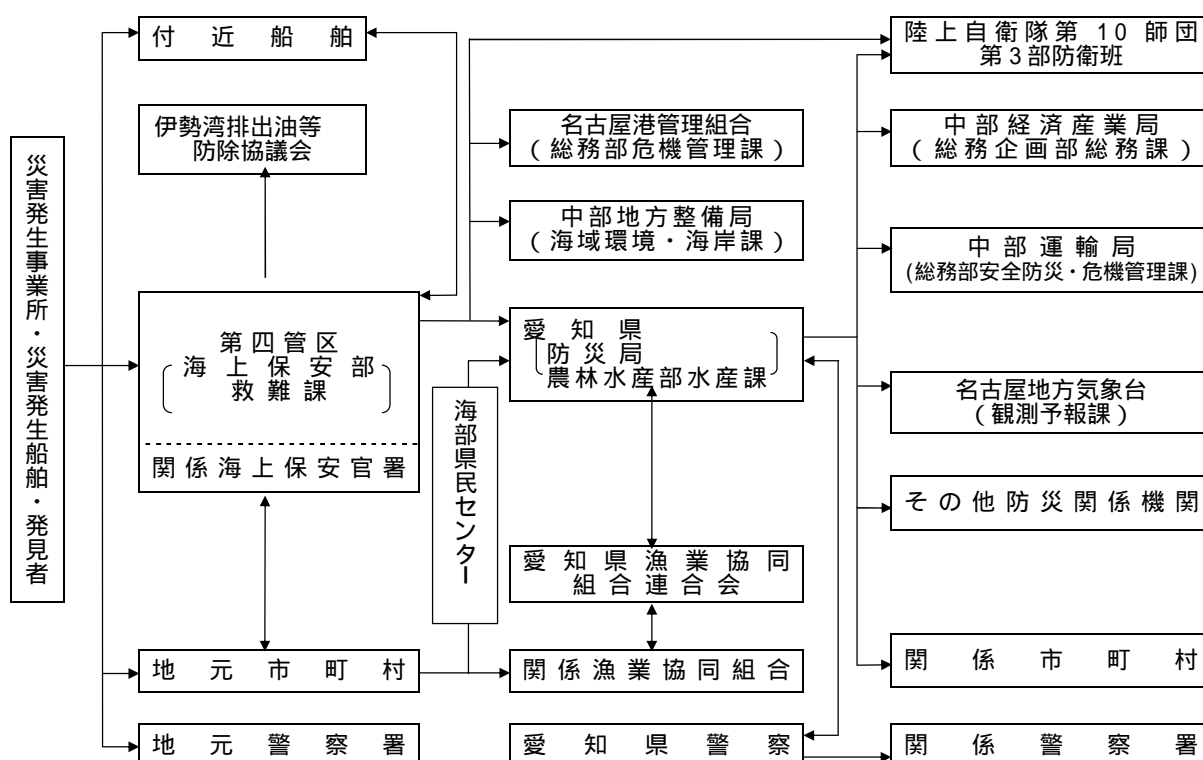 災害発生事業所・災害発生船舶・発見者
付近船舶
伊勢湾排出油等
防除協議会
第四管区
海上保安部
救難課
関係海上保安官署
地元市町村
地元警察署
海部県民センター
名古屋港管理組合
(総務部危機管理課)
中部地方整備局
(海域環境・海岸課)
愛知県
防災局
農林水産部水産課
愛知県漁業協同
組合連合会
関係漁業協同組合
愛知県警察
陸上自衛隊第10師団
第3部防衛班
中部経済産業局
(総務企画部総務課)
中部運輸局
(総務部安全防災・危機管理課)
名古屋地方気象台
(観測予報課)
その他防災関係機関
関係市町村
関係警察署